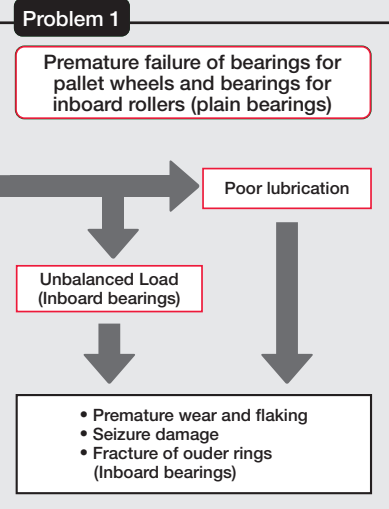 Problem 1
Premature failure of bearings for
pallet wheels and bearings for
inboard rollers (plain bearings)
Poor lubrication
Unbalanced Load
(Inboard bearings)
• Premature wear and flaking
• Seizure damage
• Fracture of ouder rings
(Inboard bearings)